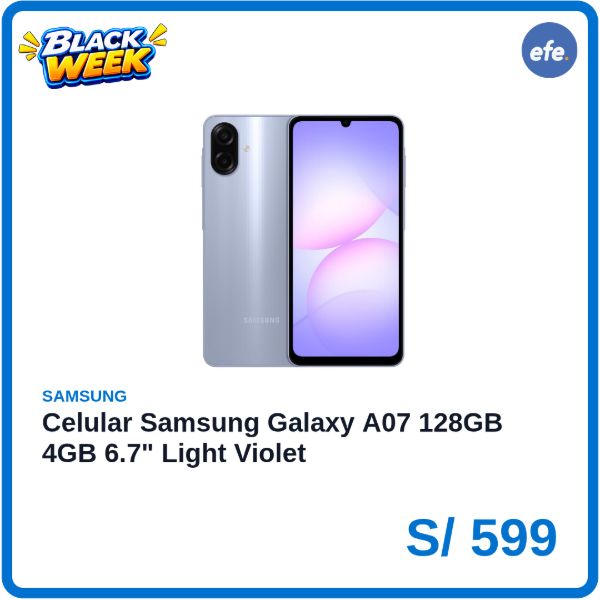 BLACK
WEEK
efe.
SAMSUNG
SAMSUNG
Celular Samsung Galaxy A07 128GB
4GB 6.7" Light Violet
S/ 599